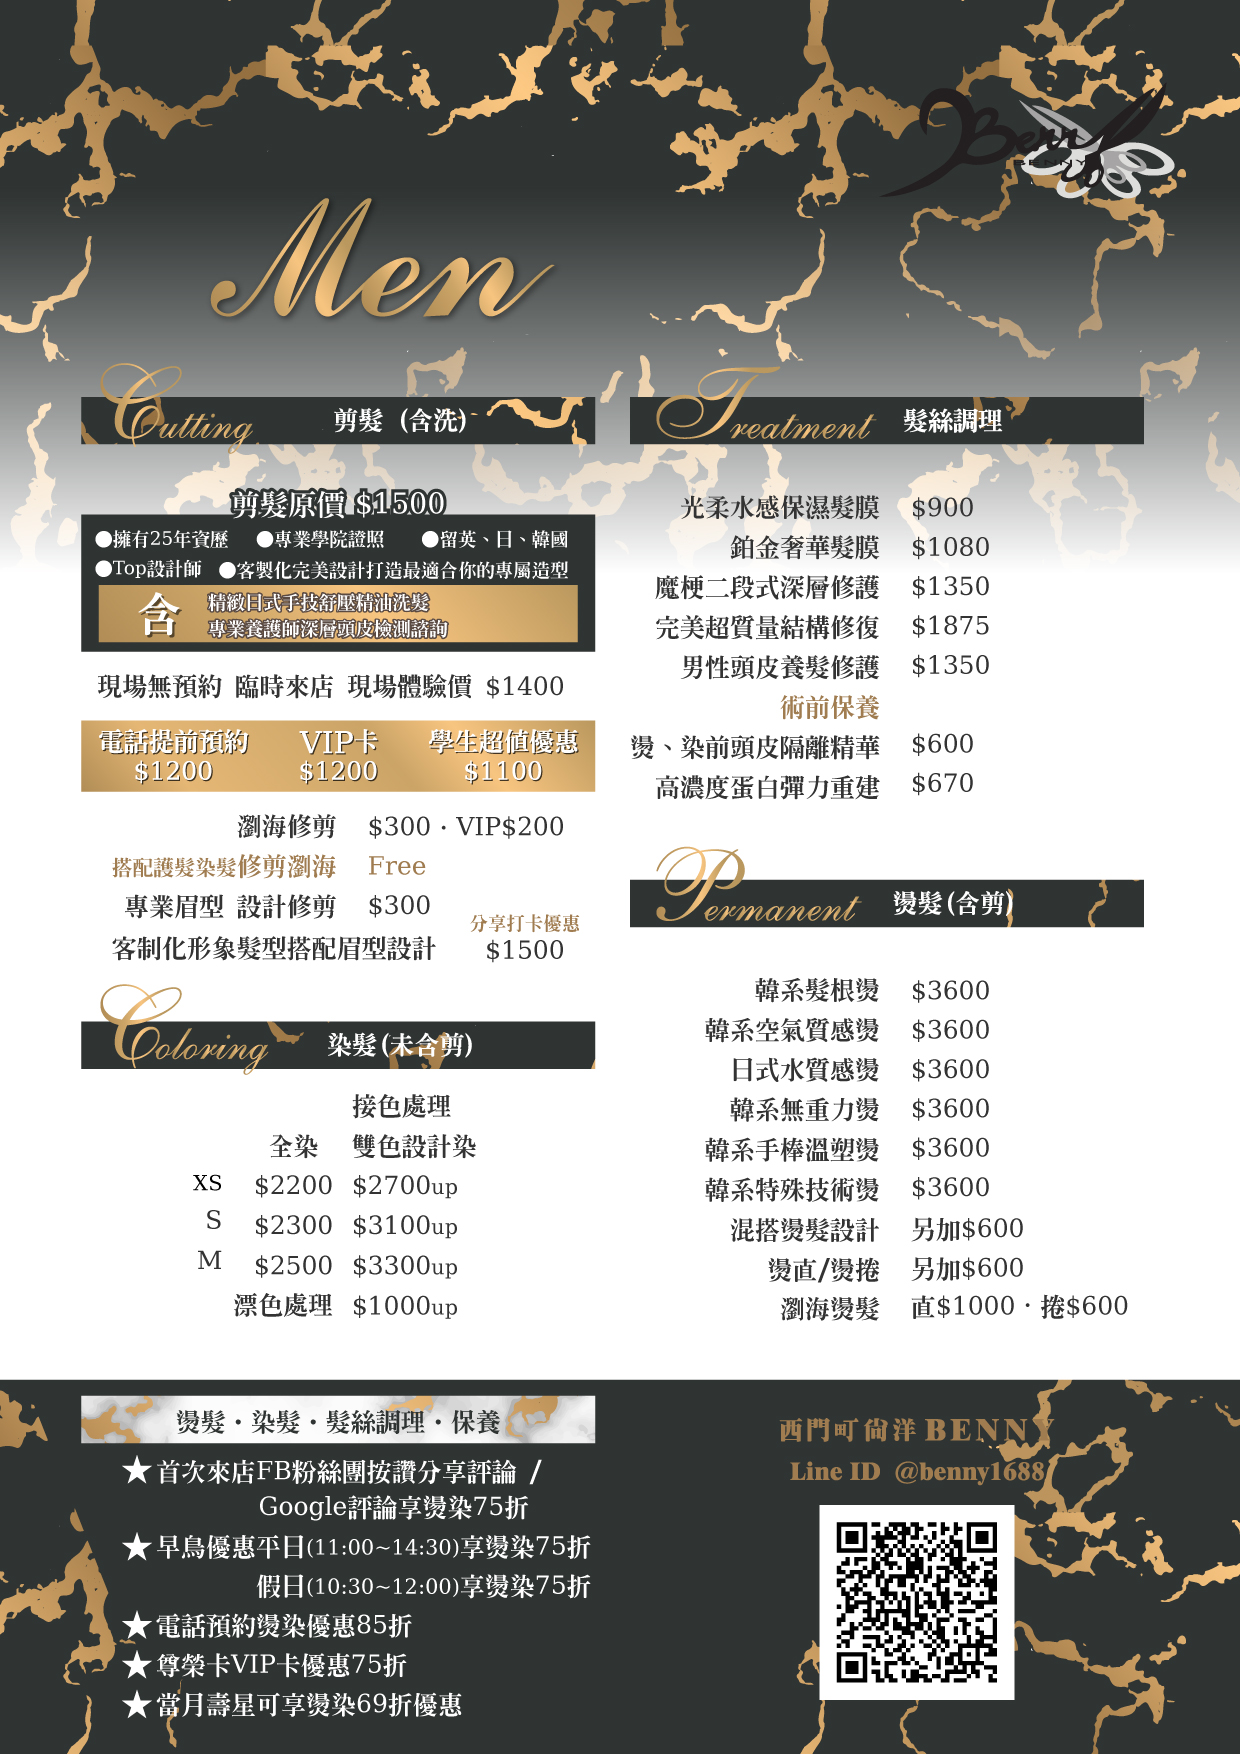 Benny
BENNY
Men
Cutting 剪髮 (含洗)
剪髮原價 $1500
●擁有25年資歷 ●專業學院證照 ●留英、日、韓國
●Top設計師 ●客製化完美設計打造最適合你的專屬造型
含 精緻日式手技舒壓精油洗髮
專業養護師深層頭皮檢測諮詢
現場無預約 臨時來店 現場體驗價 $1400
電話提前預約 VIP卡 學生超值優惠
$1200 $1200 $1100
瀏海修剪 $300・VIP$200
搭配護髮染髮修剪瀏海 Free
專業眉型 設計修剪 $300
分享打卡優惠
客制化形象髮型搭配眉型設計 $1500
Coloring 染髮(未含剪)
接色處理
全染 雙色設計染
XS $2200 $2700up
S $2300 $3100up
M $2500 $3300up
漂色處理 $1000up
Treatment 髮絲調理
光柔水感保濕髮膜 $900
鉑金奢華髮膜 $1080
魔梗二段式深層修護 $1350
完美超質量結構修復 $1875
男性頭皮養髮修護 $1350
術前保養
燙、染前頭皮隔離精華 $600
高濃度蛋白彈力重建 $670
Permanent 燙髮(含剪)
韓系髮根燙 $3600
韓系空氣質感燙 $3600
日式水質感燙 $3600
韓系無重力燙 $3600
韓系手棒溫塑燙 $3600
韓系特殊技術燙 $3600
混搭燙髮設計 另加$600
燙直/燙捲 另加$600
瀏海燙髮 直$1000・捲$600
燙髮・染髮・髮絲調理・保養
★首次來店FB粉絲團按讚分享評論 /
Google評論享燙染75折
★早鳥優惠平日(11:00~14:30)享燙染75折
假日(10:30~12:00)享燙染75折
★電話預約燙染優惠85折
★尊榮卡VIP卡優惠75折
★當月壽星可享燙染69折優惠
西門町尙洋BENNY
Line ID @benny1688